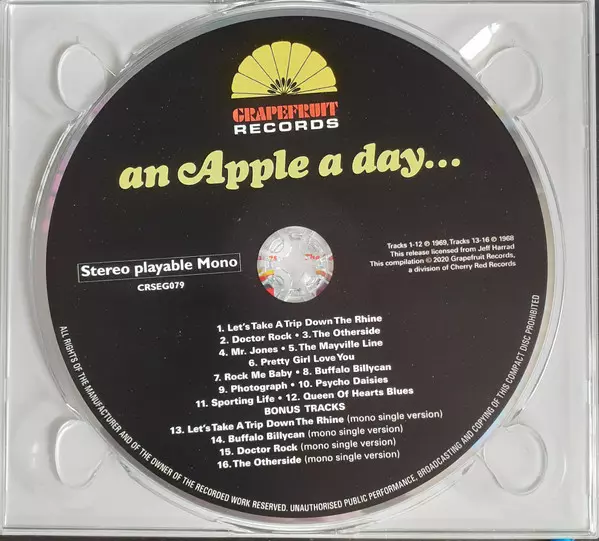 GRAPEFRUIT
RECORDS
an Apple a day...
Stereo playable Mono
CRSEG079
Tracks 1-12 ℗ 1969, Tracks 13-16 ℗ 1968
This release licensed from Jeff Harrad
This compilation © 2020 Grapefruit Records,
a division of Cherry Red Records
1. Let's Take A Trip Down The Rhine
2. Doctor Rock • 3. The Otherside
4. Mr. Jones • 5. The Mayville Line
6. Pretty Girl Love You
7. Rock Me Baby • 8. Buffalo Billycan
9. Photograph • 10. Psycho Daisies
11. Sporting Life • 12. Queen Of Hearts Blues
BONUS TRACKS
13. Let's Take A Trip Down The Rhine (mono single version)
14. Buffalo Billycan (mono single version)
15. Doctor Rock (mono single version)
16. The Otherside (mono single version)
ALL RIGHTS OF THE MANUFACTURER AND OF THE OWNER OF THE RECORDED WORK RESERVED. UNAUTHORISED PUBLIC PERFORMANCE, BROADCASTING AND COPYING OF THIS COMPACT DISC PROHIBITED